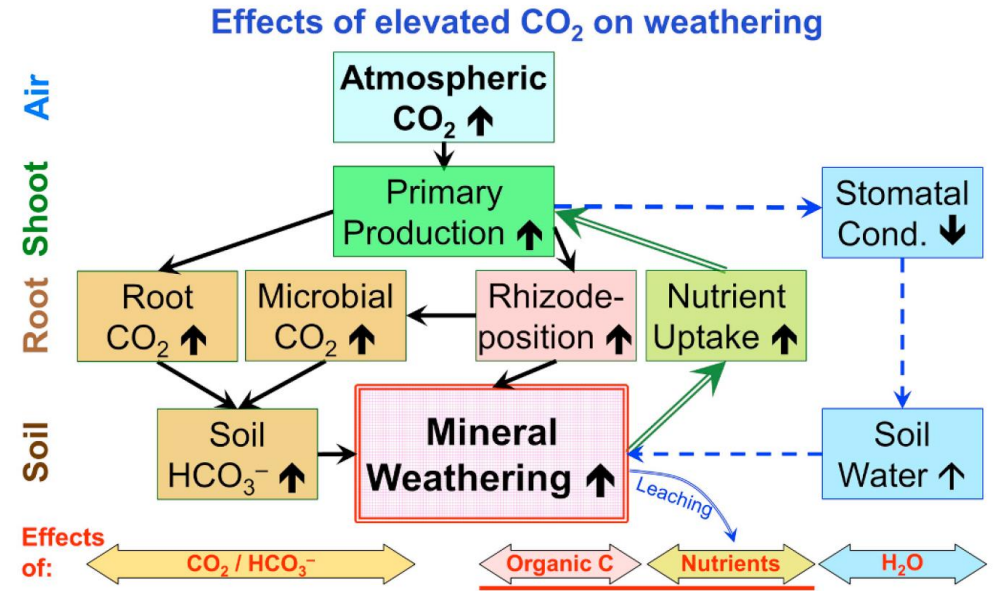 Effects of elevated CO₂ on weathering
Air
Atmospheric
CO₂ ↑
Shoot
Primary
Production ↑
Stomatal
Cond. ↓
Root
Root
CO₂ ↑
Microbial
CO₂ ↑
Rhizode-
position ↑
Nutrient
Uptake ↑
Soil
Soil
HCO₃⁻ ↑
Mineral
Weathering ↑
Soil
Water ↑
Leaching
Effects
of:
CO₂ / HCO₃⁻
Organic C
Nutrients
H₂O